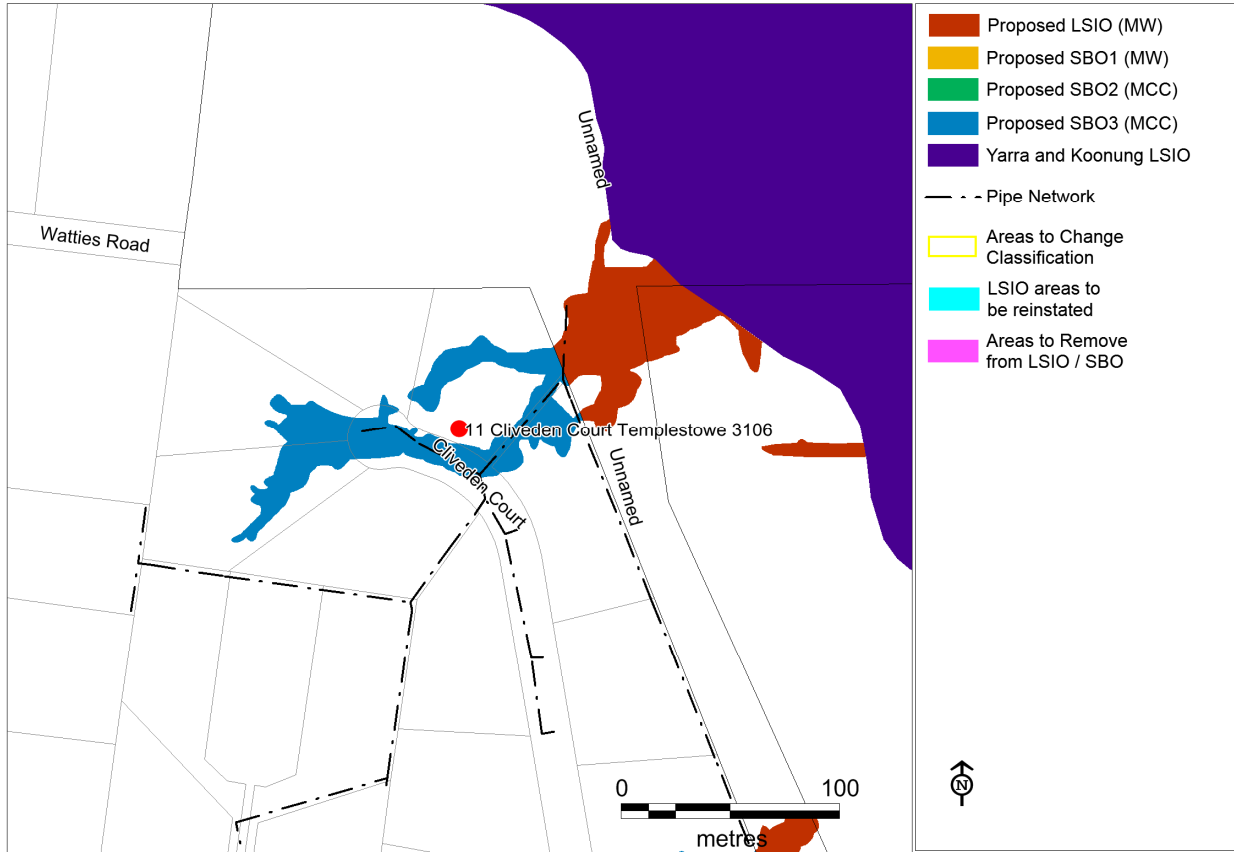 Unnamed
Watties Road
11 Cliveden Court Templestowe 3106
Cliveden Court
Unnamed
0 100
metres
Proposed LSIO (MW)
Proposed SBO1 (MW)
Proposed SBO2 (MCC)
Proposed SBO3 (MCC)
Yarra and Koonung LSIO
Pipe Network
Areas to Change
Classification
LSIO areas to
be reinstated
Areas to Remove
from LSIO / SBO
N